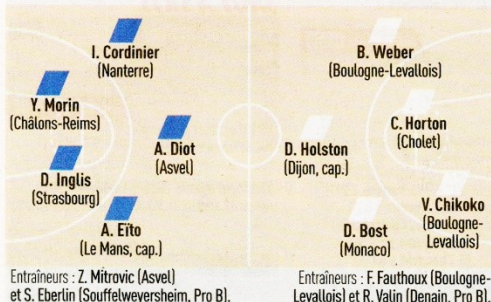 I. Cordinier
(Nanterre)
Y. Morin
(Châlons-Reims)
A. Diot
(Asvel)
D. Inglis
(Strasbourg)
A. Eïto
(Le Mans, cap.)
B. Weber
(Boulogne-Levallois)
C. Horton
(Cholet)
D. Holston
(Dijon, cap.)
V. Chikoko
(Boulogne-
Levallois)
D. Bost
(Monaco)
Entraîneurs : Z. Mitrovic (Asvel)
et S. Eberlin (Souffelweyersheim, Pro B).
Entraîneurs : F. Fauthoux (Boulogne-
Levallois) et R. Valin (Denain, Pro B)